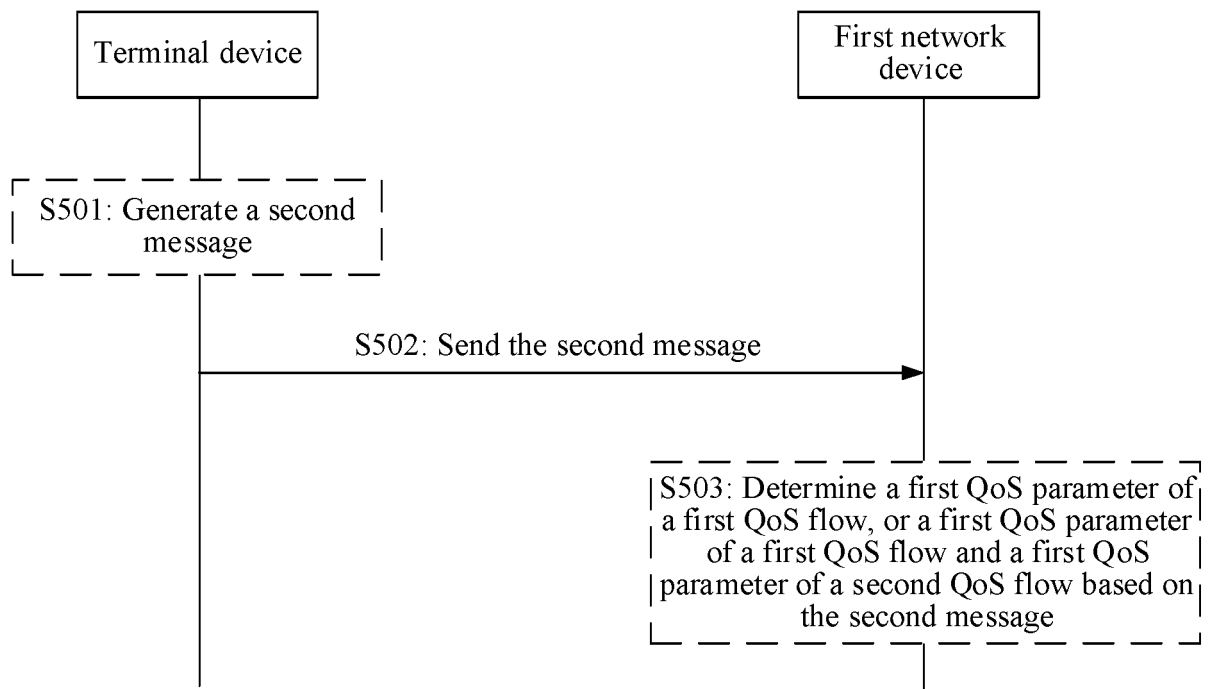 Terminal device
First network
device
S501: Generate a second
message
S502: Send the second message
S503: Determine a first QoS parameter of
a first QoS flow, or a first QoS parameter
of a first QoS flow and a first QoS
parameter of a second QoS flow based on
the second message